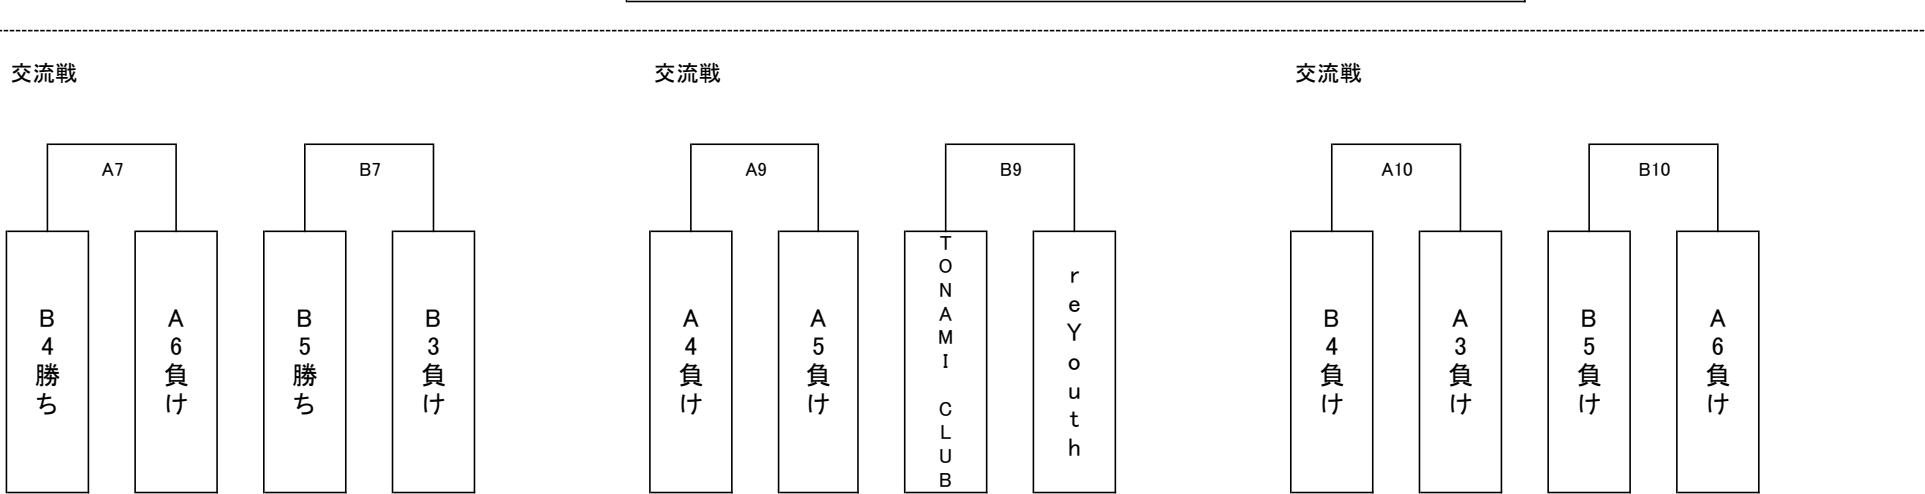 交流戦
交流戦
交流戦
A7
B7
A9
B9
A10
B10
B4勝ち
A6負け
B5勝ち
B3負け
A4負け
A5負け
TONAMI CLUB
reYouth
B4負け
A3負け
B5負け
A6負け